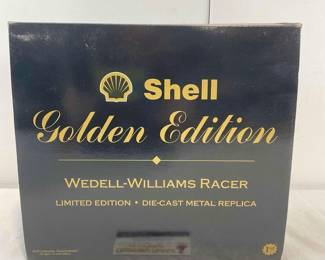 Shell
Golden Edition
WEDELL-WILLIAMS RACER
LIMITED EDITION • DIE-CAST METAL REPLICA